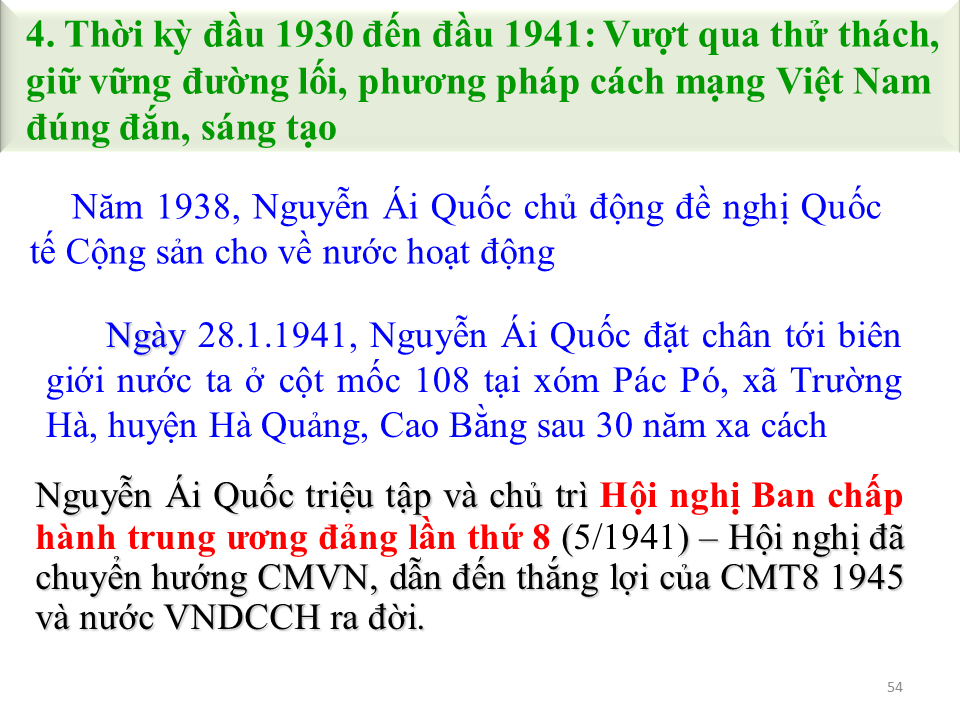 4. Thời kỳ đầu 1930 đến đầu 1941: Vượt qua thử thách,
giữ vững đường lối, phương pháp cách mạng Việt Nam
đúng đắn, sáng tạo
Năm 1938, Nguyễn Ái Quốc chủ động đề nghị Quốc
tế Cộng sản cho về nước hoạt động
Ngày 28.1.1941, Nguyễn Ái Quốc đặt chân tới biên
giới nước ta ở cột mốc 108 tại xóm Pác Pó, xã Trường
Hà, huyện Hà Quảng, Cao Bằng sau 30 năm xa cách
Nguyễn Ái Quốc triệu tập và chủ trì Hội nghị Ban chấp
hành trung ương đảng lần thứ 8 (5/1941) – Hội nghị đã
chuyển hướng CMVN, dẫn đến thắng lợi của CMT8 1945
và nước VNDCCH ra đời.
54